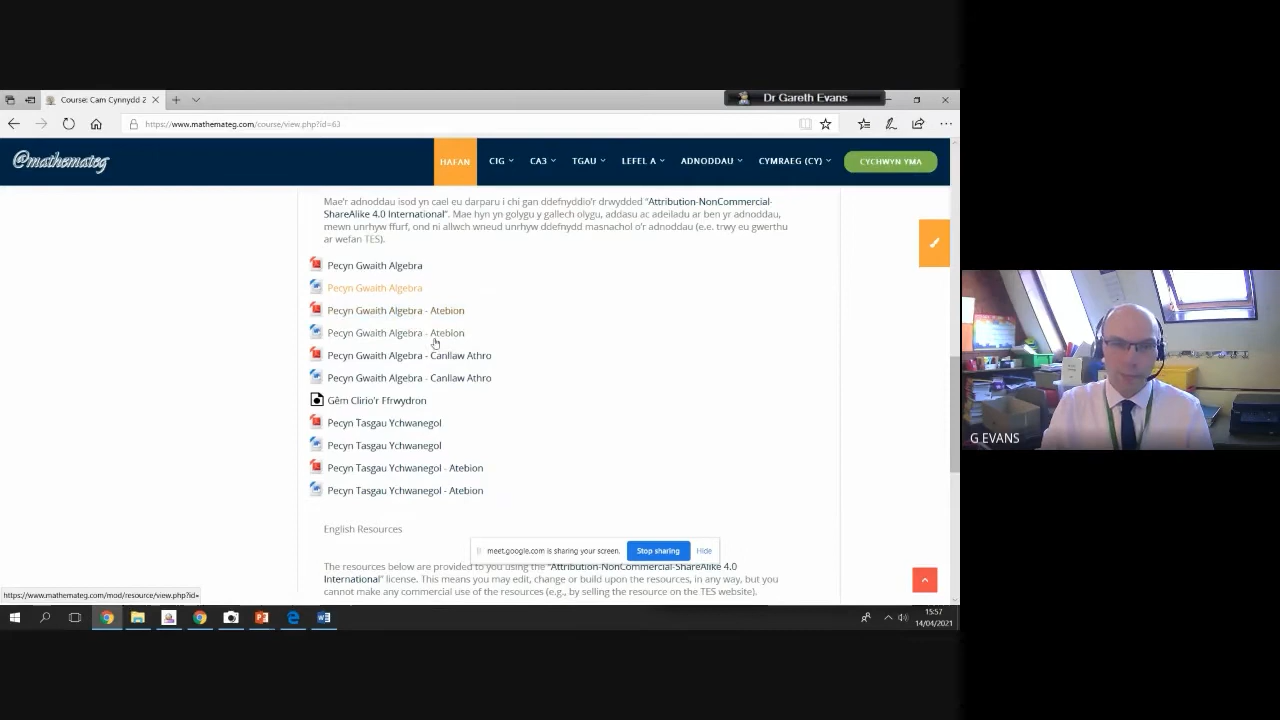 Course: Cam Cynnydd 2
Dr Gareth Evans
https://www.mathemateg.com/course/view.php?id=63
@mathemateg
HAFAN
CIG
CA3
TGAU
LEFEL A
ADNODDAU
CYMRAEG (CY)
CYCHWYN YMA
Mae'r adnoddau isod yn cael eu darparu i chi gan ddefnyddio'r drwydded "Attribution-NonCommercial-
ShareAlike 4.0 International". Mae hyn yn golygu y gallech olygu, addasu ac adeiladu ar ben yr adnoddau,
mewn unrhyw ffurf, ond ni allwch wneud unrhyw ddefnydd masnachol o'r adnoddau (e.e. trwy eu gwerthu
ar wefan TES).
Pecyn Gwaith Algebra
Pecyn Gwaith Algebra
Pecyn Gwaith Algebra - Atebion
Pecyn Gwaith Algebra - Atebion
Pecyn Gwaith Algebra - Canllaw Athro
Pecyn Gwaith Algebra - Canllaw Athro
Gêm Clirio'r Ffrwydron
Pecyn Tasgau Ychwanegol
Pecyn Tasgau Ychwanegol
Pecyn Tasgau Ychwanegol - Atebion
Pecyn Tasgau Ychwanegol - Atebion
English Resources
meet.google.com is sharing your screen.
Stop sharing
Hide
The resources below are provided to you using the "Attribution-NonCommercial-ShareAlike 4.0
International" license. This means you may edit, change or build upon the resources, in any way, but you
cannot make any commercial use of the resources (e.g., by selling the resource on the TES website).
https://www.mathemateg.com/mod/resource/view.php?id=
15:57
14/04/2021
G EVANS